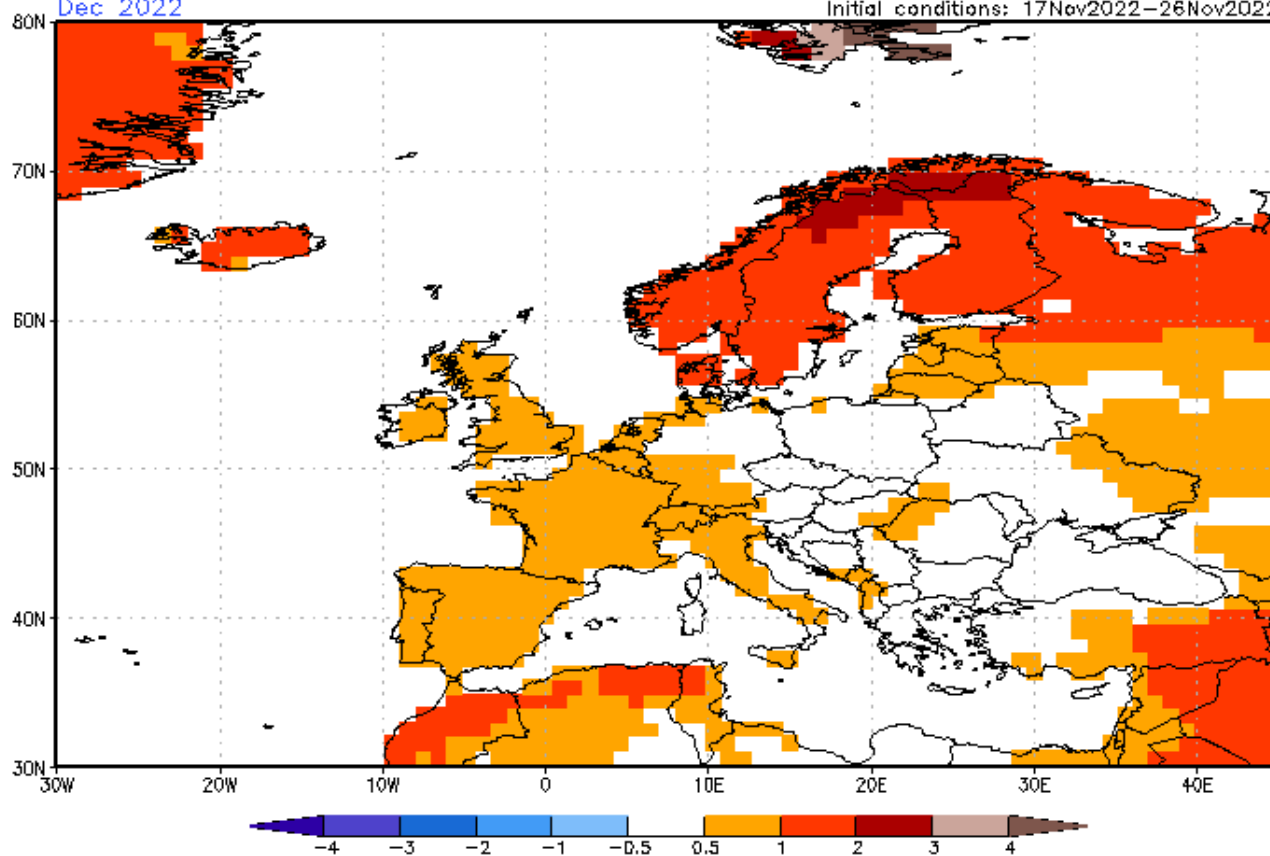 Dec 2022
Initial conditions: 17Nov2022−26Nov2022
80N
70N
60N
50N
40N
30N
30W 20W 10W 0 10E 20E 30E 40E
−4 −3 −2 −1 −0.5 0.5 1 2 3 4